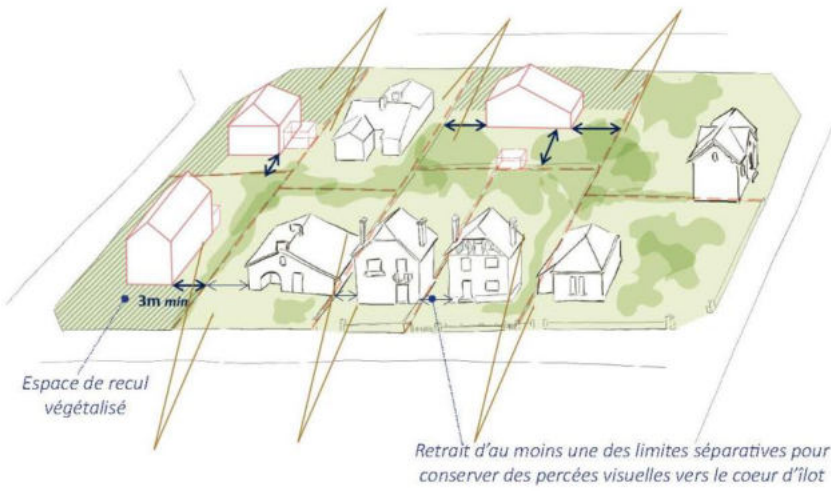 3m min
Espace de recul
végétalisé
Retrait d'au moins une des limites séparatives pour
conserver des percées visuelles vers le coeur d'îlot